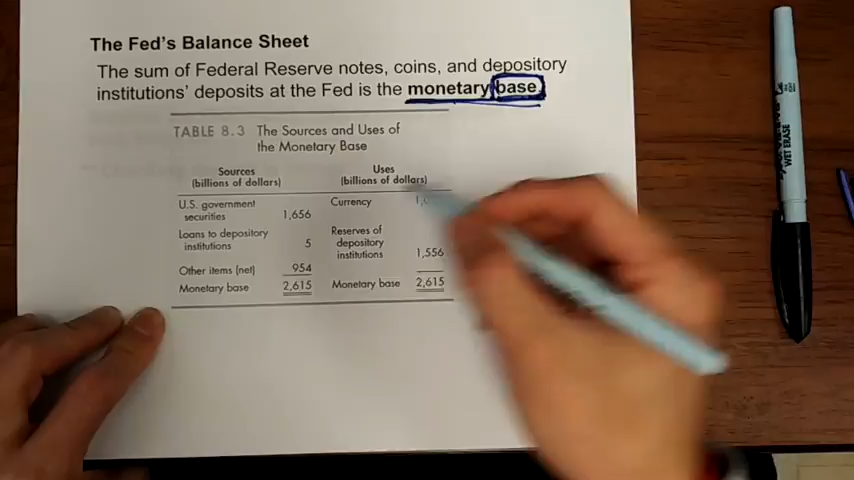 The Fed's Balance Sheet
The sum of Federal Reserve notes, coins, and depository
institutions' deposits at the Fed is the monetary base.
TABLE 8.3 The Sources and Uses of
the Monetary Base
Sources
(billions of dollars)
Uses
(billions of dollars)
U.S. government
securities 1,656
Loans to depository
institutions 5
Other items (net) 954
Monetary base 2,615
Currency
Reserves of
depository
institutions 1,556
Monetary base 2,615
WET ERASE